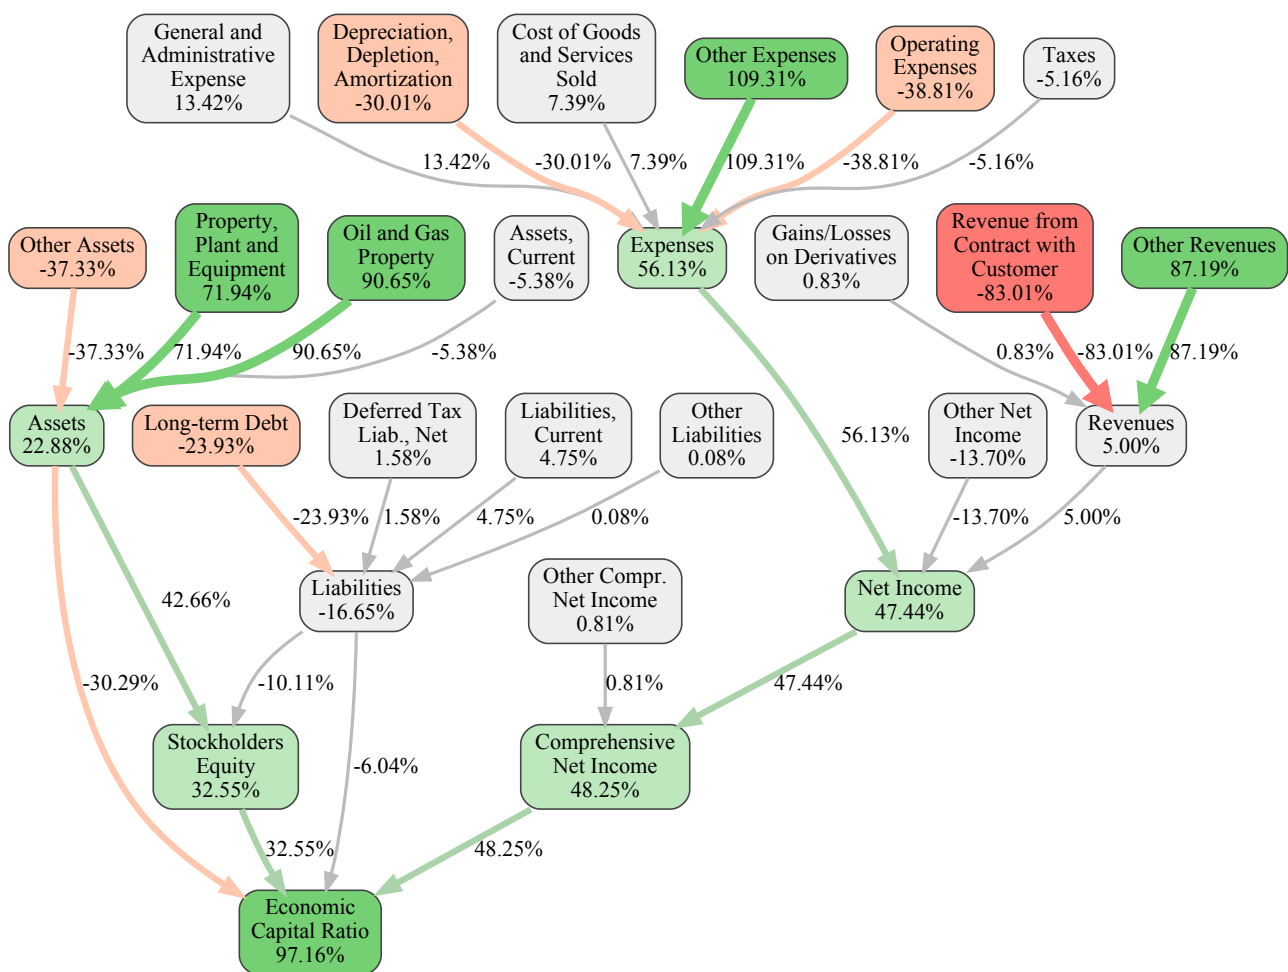 General and
Administrative
Expense
13.42%
Depreciation,
Depletion,
Amortization
-30.01%
Cost of Goods
and Services
Sold
7.39%
Other Expenses
109.31%
Operating
Expenses
-38.81%
Taxes
-5.16%
13.42%
-30.01%
7.39%
109.31%
-38.81%
-5.16%
Other Assets
-37.33%
Property,
Plant and
Equipment
71.94%
Oil and Gas
Property
90.65%
Assets,
Current
-5.38%
Expenses
56.13%
Gains/Losses
on Derivatives
0.83%
Revenue from
Contract with
Customer
-83.01%
Other Revenues
87.19%
-37.33%
71.94%
90.65%
-5.38%
0.83%
-83.01%
87.19%
Assets
22.88%
Long-term Debt
-23.93%
Deferred Tax
Liab., Net
1.58%
Liabilities,
Current
4.75%
Other
Liabilities
0.08%
56.13%
Other Net
Income
-13.70%
Revenues
5.00%
-23.93%
1.58%
4.75%
0.08%
-13.70%
5.00%
42.66%
Liabilities
-16.65%
Other Compr.
Net Income
0.81%
Net Income
47.44%
-30.29%
-10.11%
0.81%
47.44%
Stockholders
Equity
32.55%
-6.04%
Comprehensive
Net Income
48.25%
32.55%
48.25%
Economic
Capital Ratio
97.16%